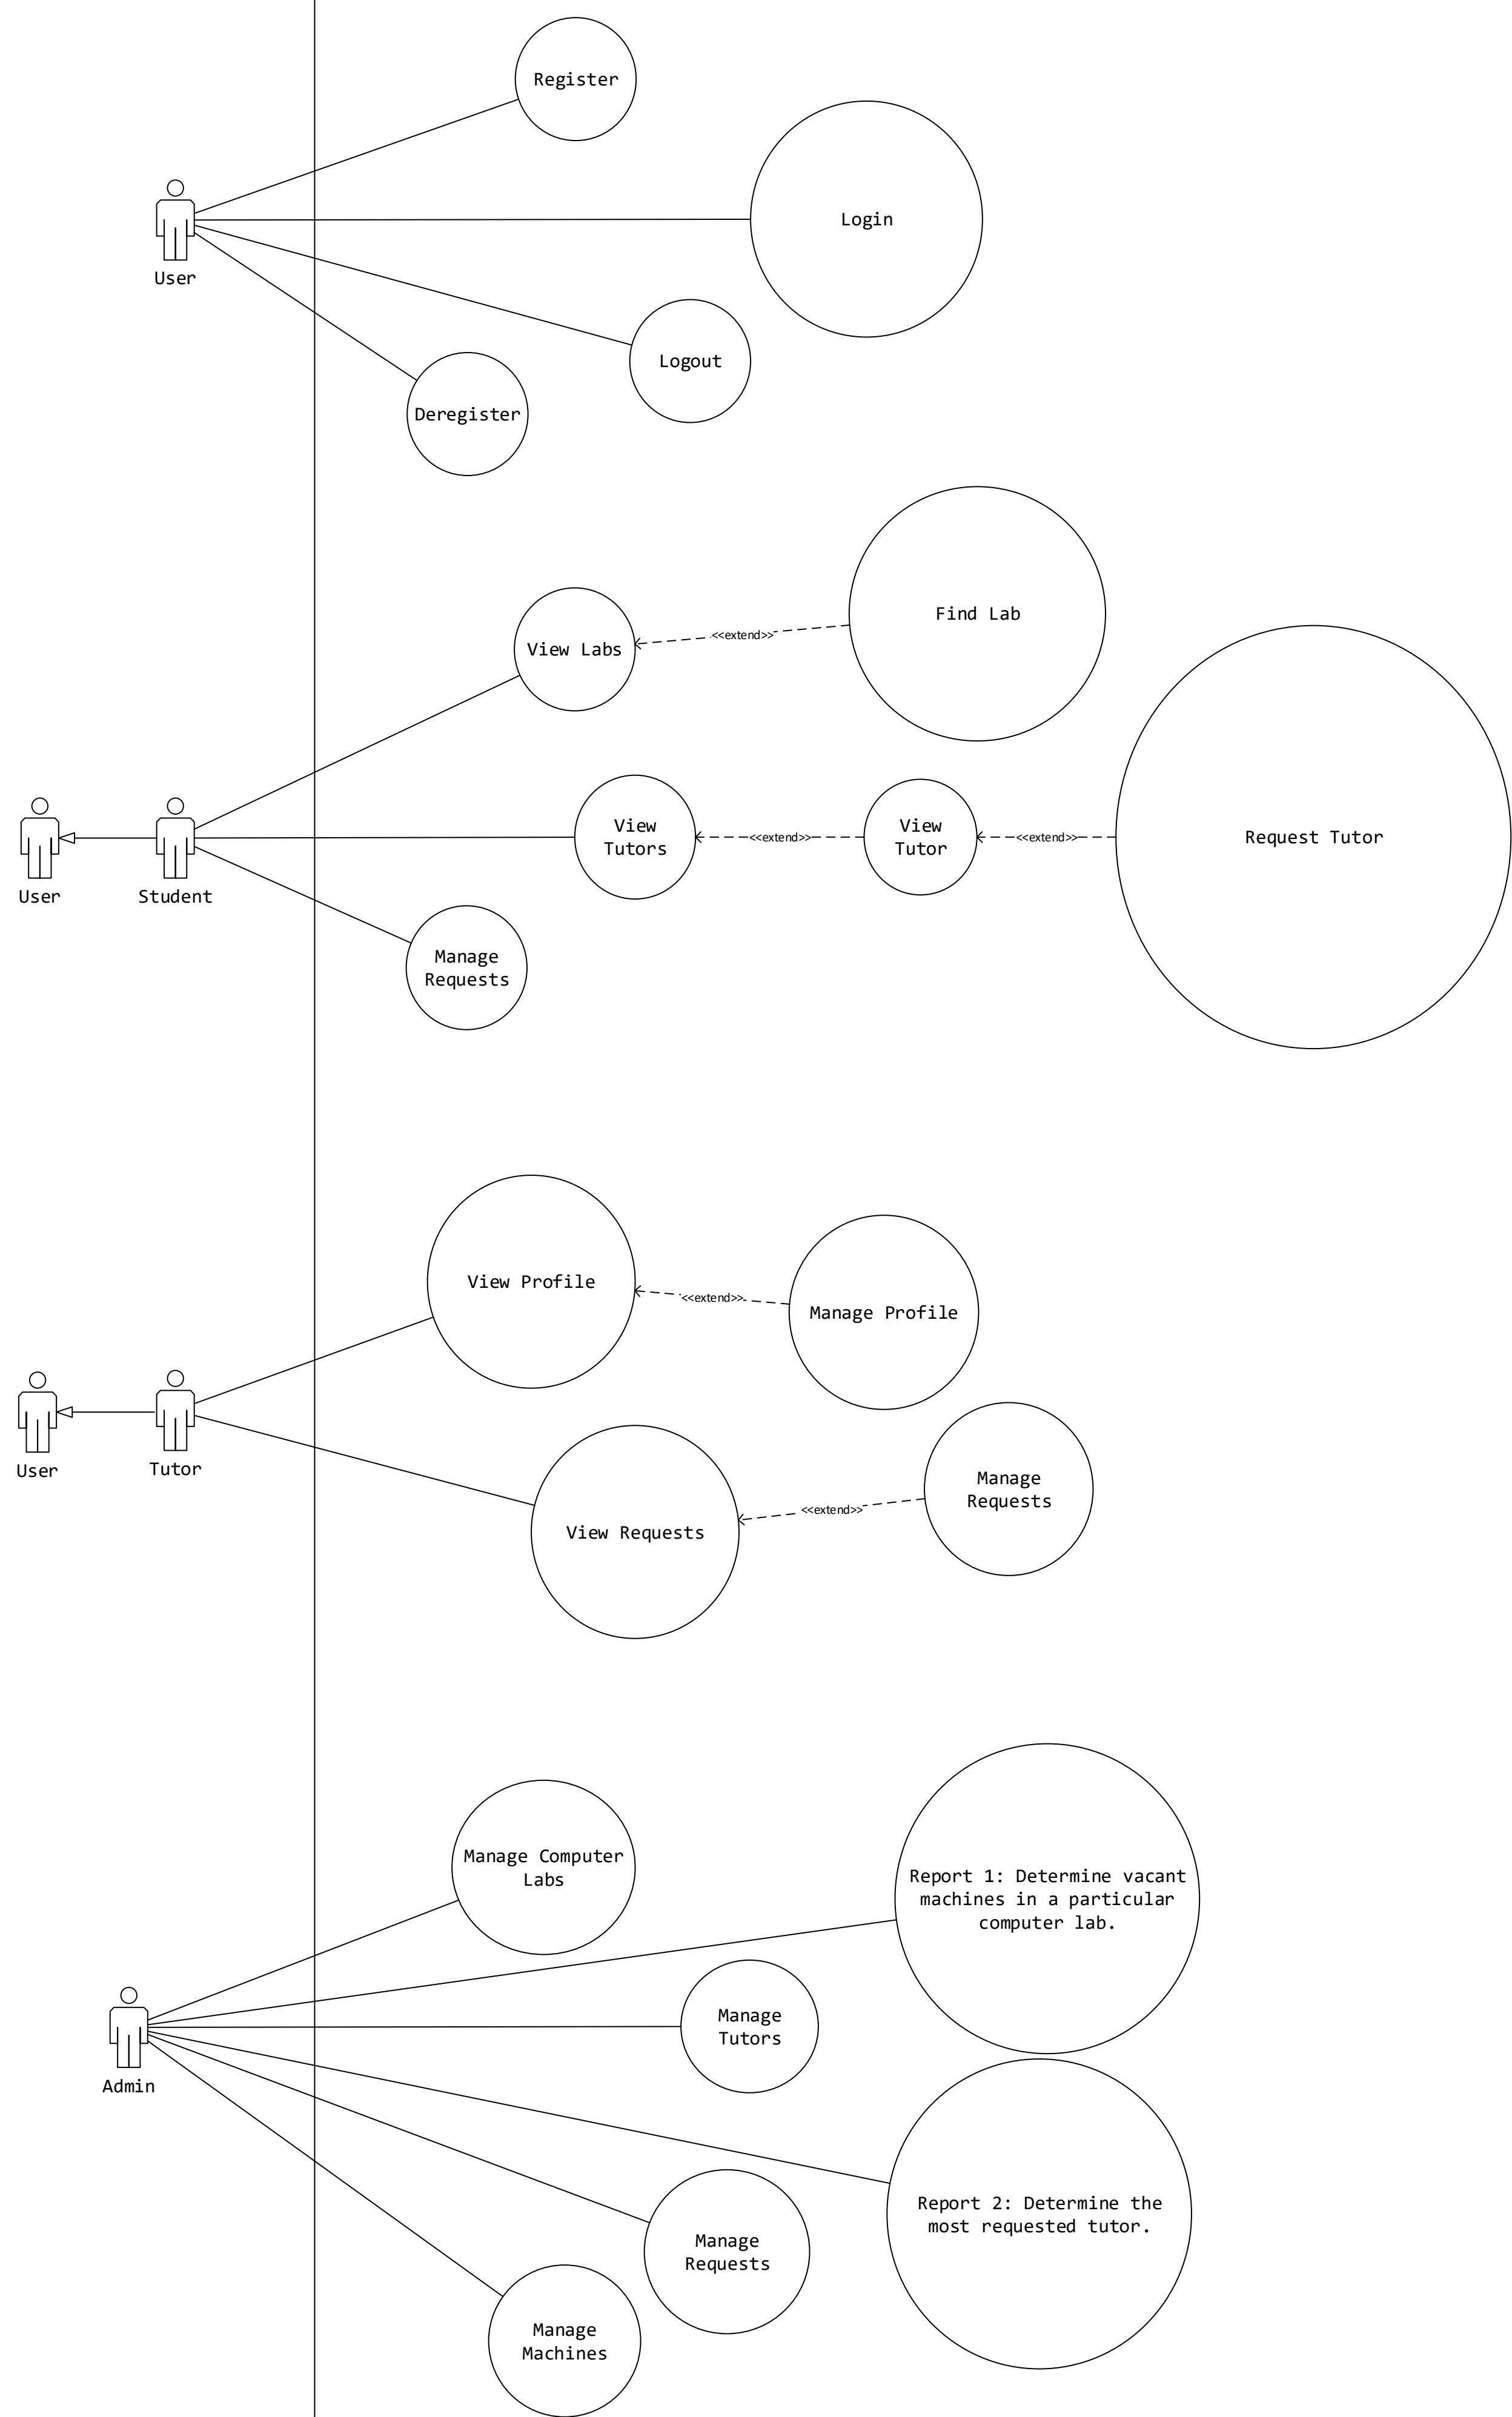 Register
Login
User
Logout
Deregister
Find Lab
<<extend>>
View Labs
View
Tutors
<<extend>>
View
Tutor
<<extend>>
Request Tutor
User
Student
Manage
Requests
View Profile
<<extend>>
Manage Profile
User
Tutor
Manage
Requests
<<extend>>
View Requests
Manage Computer
Labs
Report 1: Determine vacant
machines in a particular
computer lab.
Manage
Tutors
Admin
Report 2: Determine the
most requested tutor.
Manage
Requests
Manage
Machines